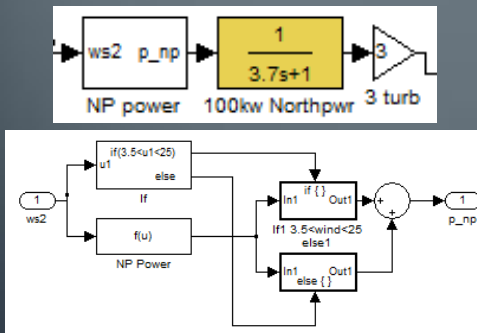 ws2 p_np
NP power
1
3.7s+1
100kw Northpwr
3
3 turb
1
ws2
if(3.5<u1<25)
u1
else
If
f(u)
NP Power
if { }
In1 Out1
If1 3.5<wind<25
else1
In1 Out1
else { }
+
+
1
p_np